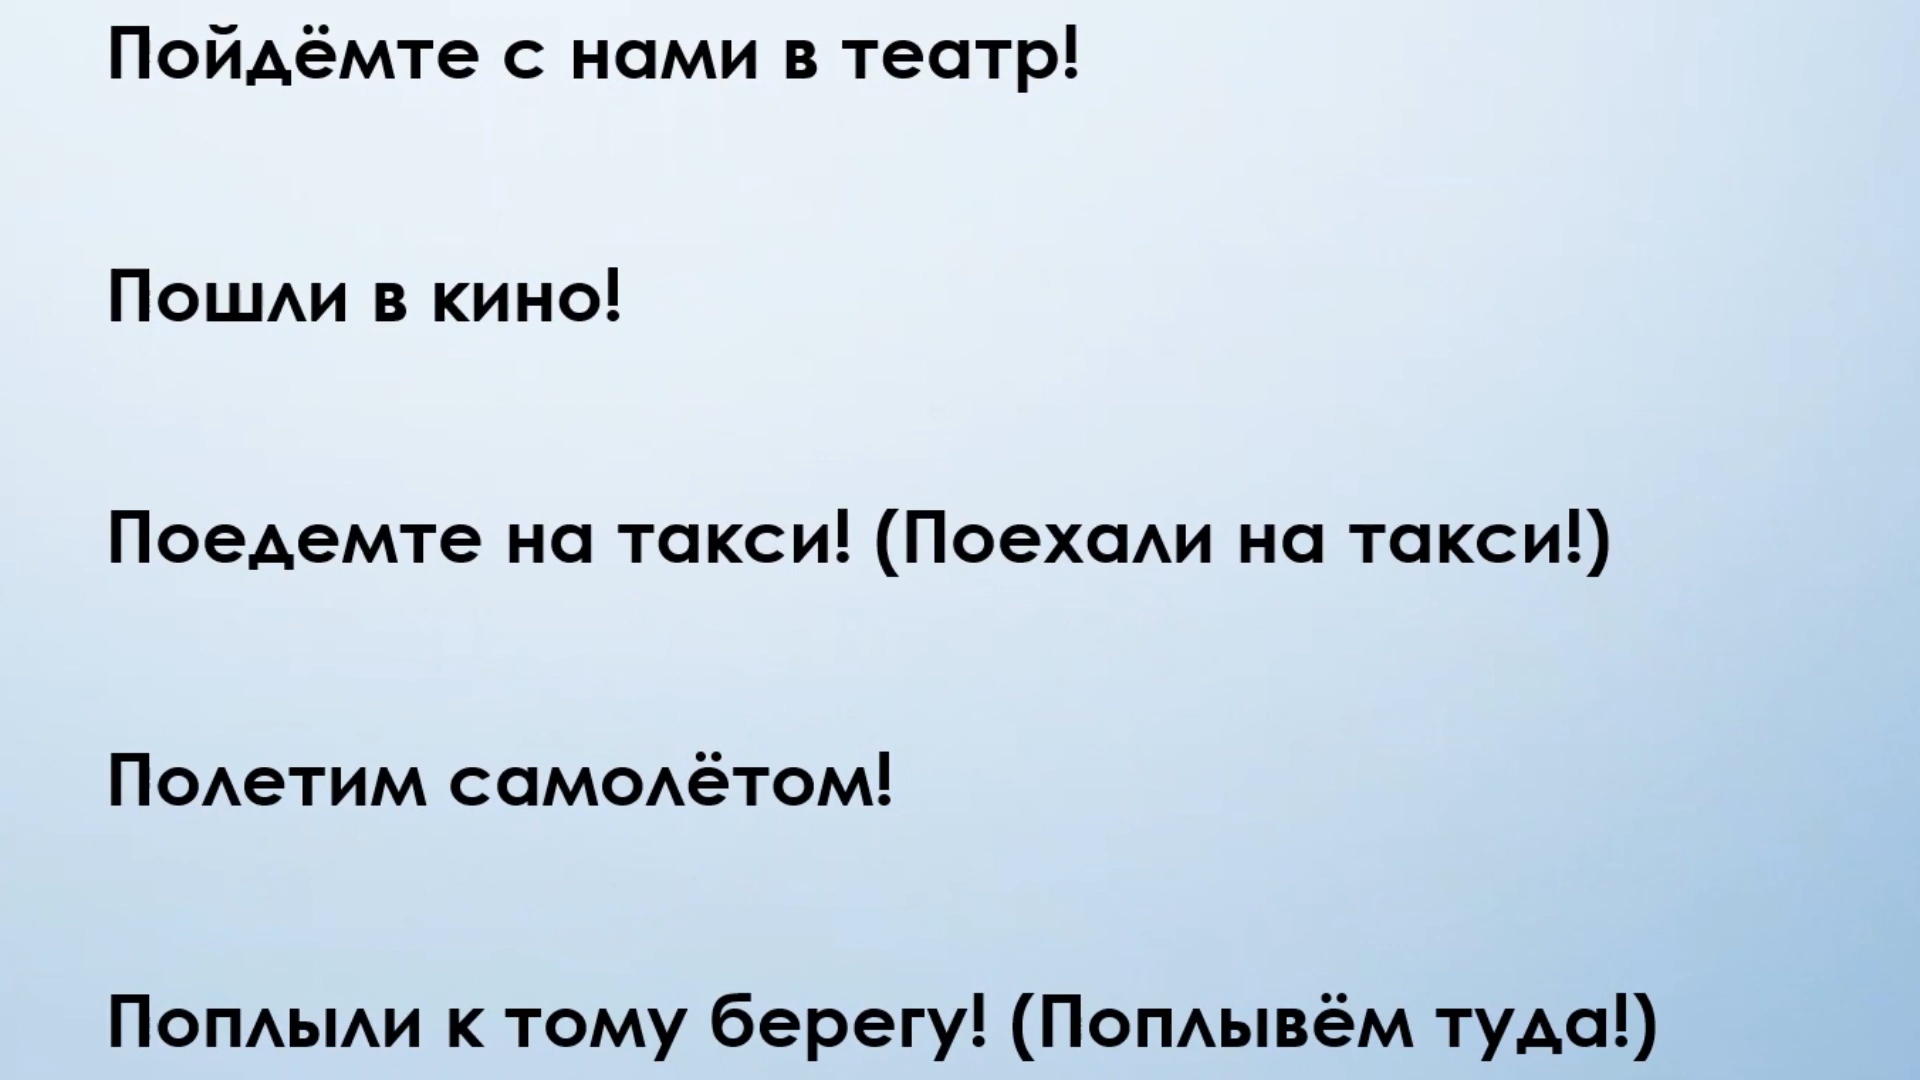 Пойдёмте с нами в театр!
Пошли в кино!
Поедемте на такси! (Поехали на такси!)
Полетим самолётом!
Поплыли к тому берегу! (Поплывём туда!)